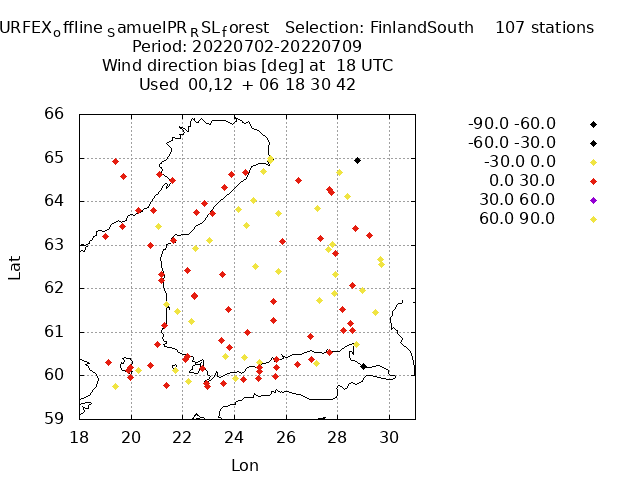 URFEXoffline SamuelPRRSLforest   Selection: FinlandSouth    107 stations
Period: 20220702-20220709
Wind direction bias [deg] at  18 UTC
Used  00,12  + 06 18 30 42
66
65
64
63
62
61
60
59
18 20 22 24 26 28 30
Lat
Lon
-90.0 -60.0
-60.0 -30.0
-30.0 0.0
0.0 30.0
30.0 60.0
60.0 90.0